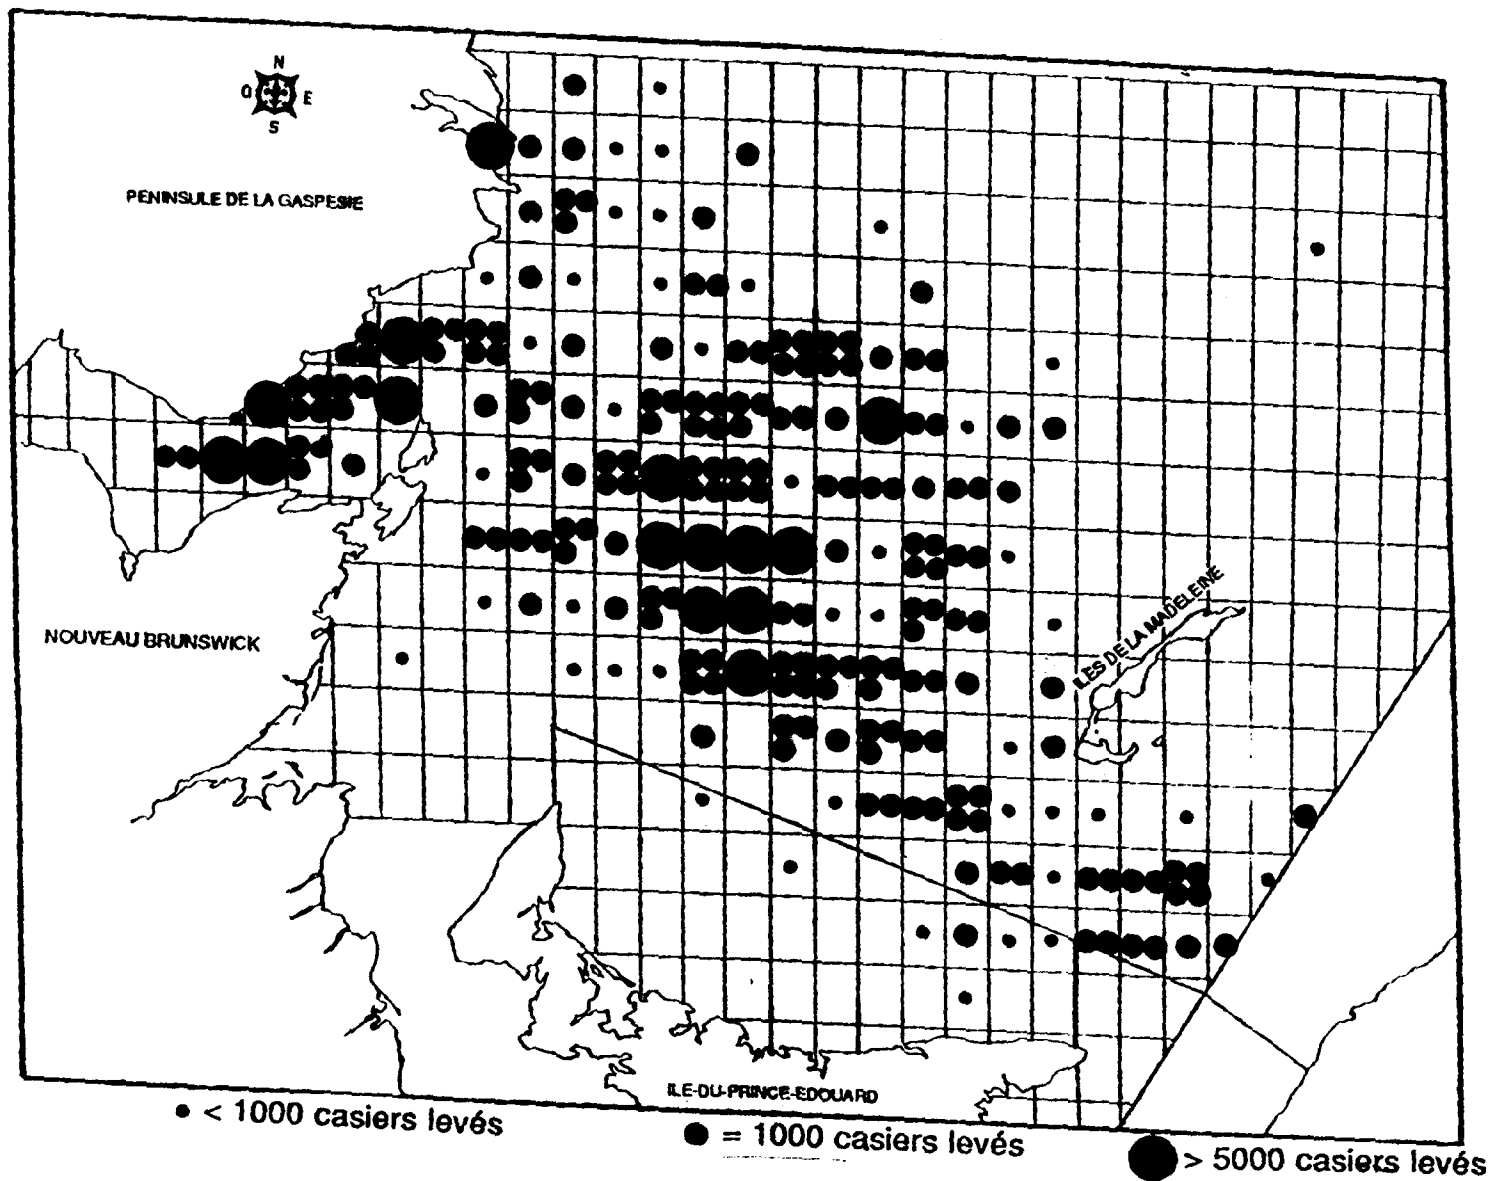 N
O E
S
PENINSULE DE LA GASPESIE
NOUVEAU BRUNSWICK
ILES DE LA MADELEINE
ILE-DU-PRINCE-EDOUARD
< 1000 casiers levés
= 1000 casiers levés
> 5000 casiers levés